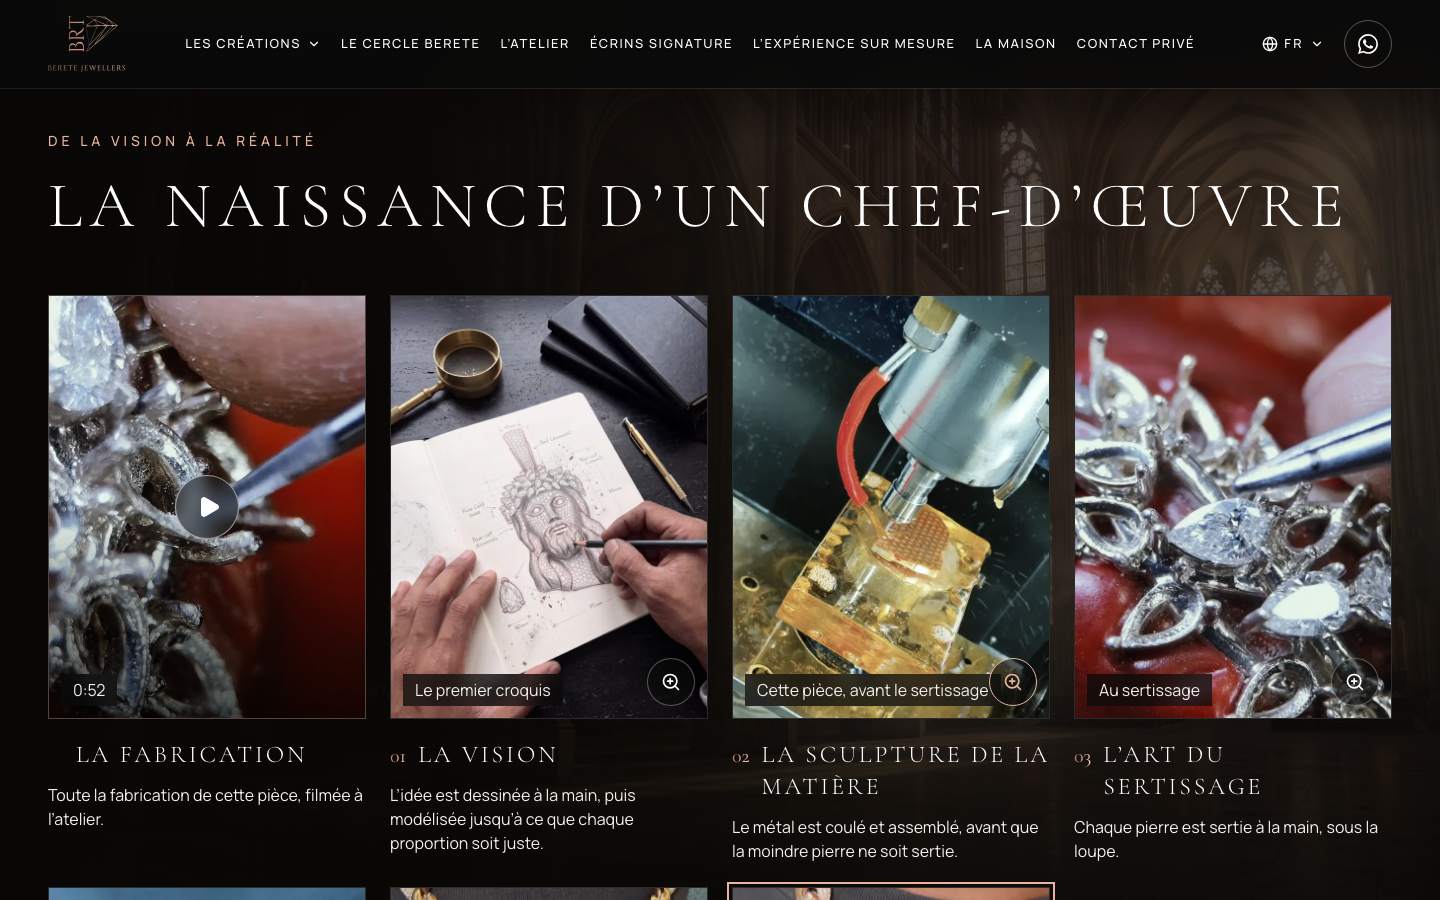 BRT
BERETE JEWELLERS
LES CRÉATIONS
LE CERCLE BERETE
L’ATELIER
ÉCRINS SIGNATURE
L’EXPÉRIENCE SUR MESURE
LA MAISON
CONTACT PRIVÉ
FR
DE LA VISION À LA RÉALITÉ
LA NAISSANCE D’UN CHEF-D’ŒUVRE
0:52
Le premier croquis
Cette pièce, avant le sertissage
Au sertissage
LA FABRICATION
Toute la fabrication de cette pièce, filmée à
l’atelier.
01 LA VISION
L’idée est dessinée à la main, puis
modélisée jusqu’à ce que chaque
proportion soit juste.
02 LA SCULPTURE DE LA
MATIÈRE
Le métal est coulé et assemblé, avant que
la moindre pierre ne soit sertie.
03 L’ART DU
SERTISSAGE
Chaque pierre est sertie à la main, sous la
loupe.